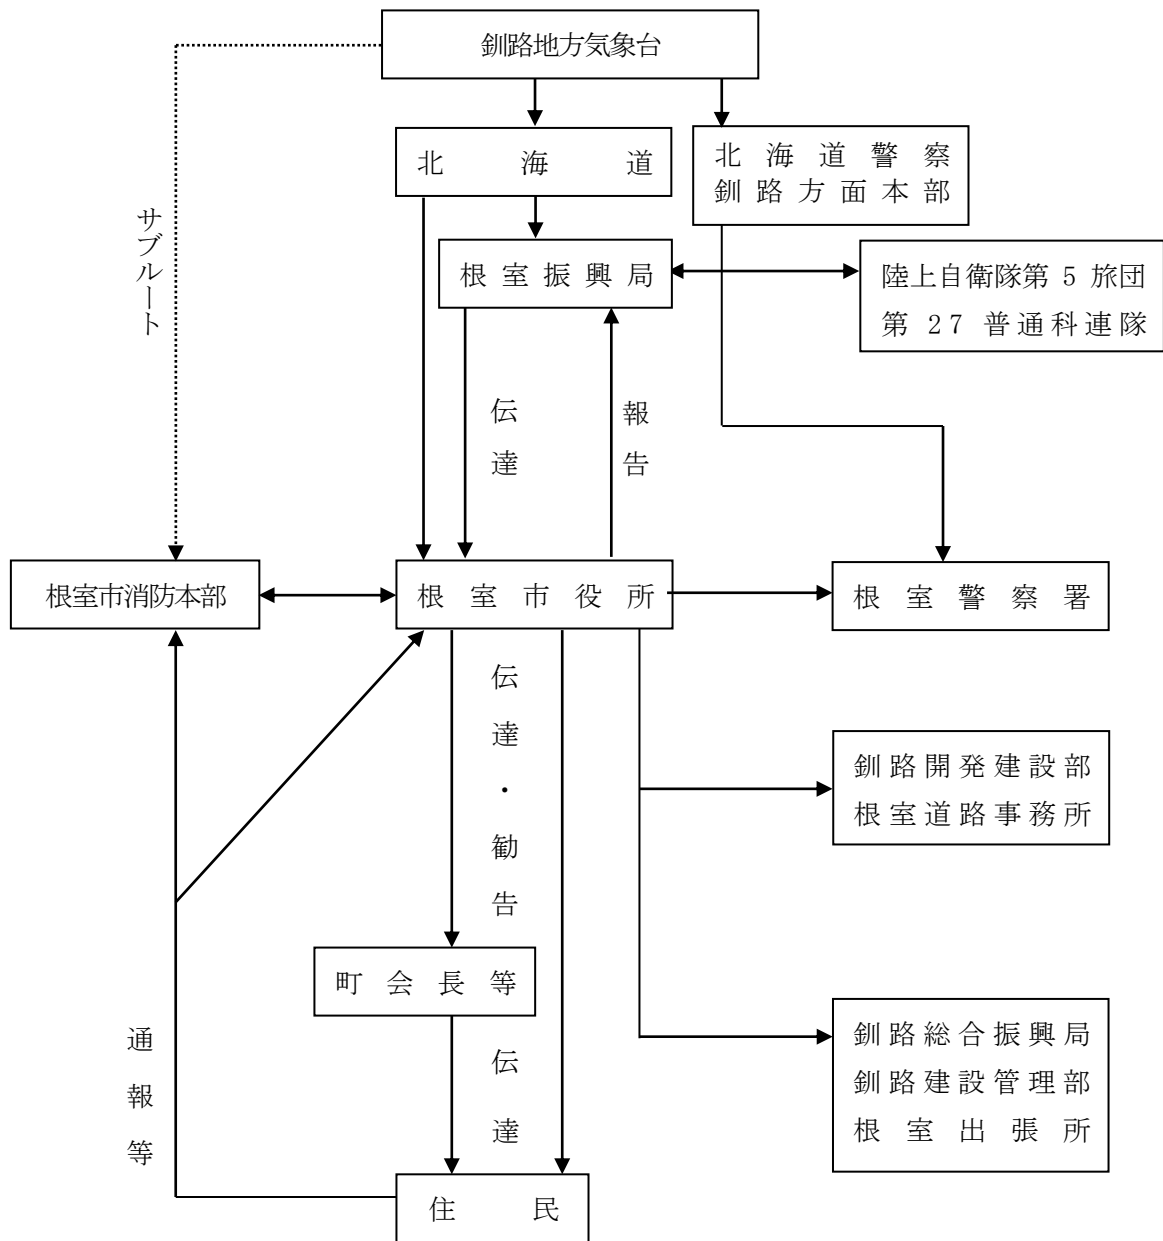 釧路地方気象台
北海道
北海道警察
釧路方面本部
サブルート
根室振興局
陸上自衛隊第 5 旅団
第 27 普通科連隊
伝達
報告
根室市消防本部
根室市役所
根室警察署
伝達・勧告
釧路開発建設部
根室道路事務所
町会長等
釧路総合振興局
釧路建設管理部
根室出張所
通報等
伝達
住民